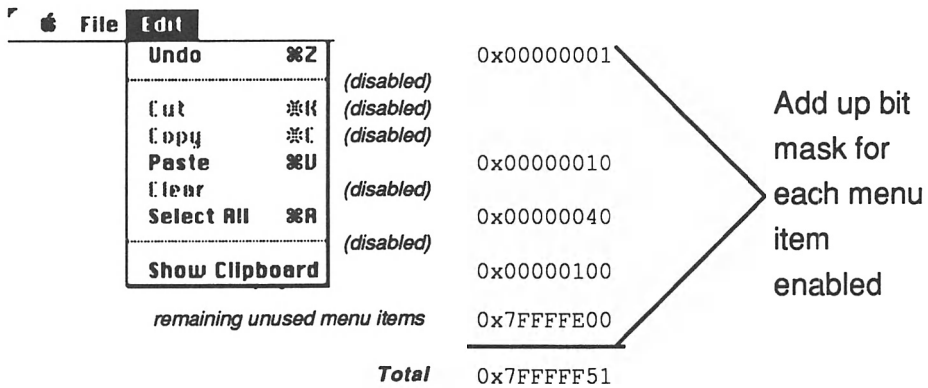 File Edit
Undo ⌘Z 0x00000001
(disabled)
Cut ⌘X (disabled)
Copy ⌘C (disabled)
Paste ⌘V 0x00000010
Clear (disabled)
Select All ⌘A 0x00000040
(disabled)
Show Clipboard 0x00000100
remaining unused menu items 0x7FFFFE00
Total 0x7FFFFF51
Add up bit
mask for
each menu
item
enabled